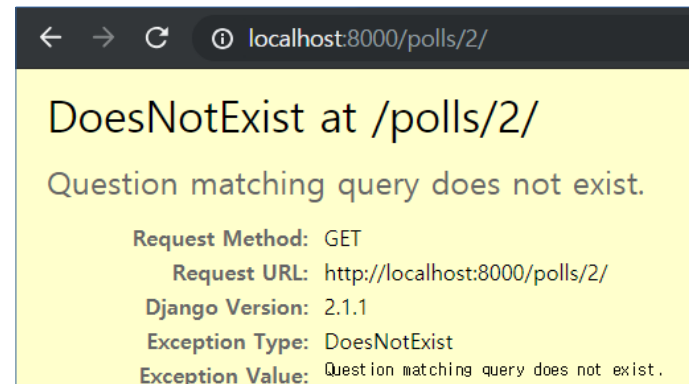 localhost:8000/polls/2/
DoesNotExist at /polls/2/
Question matching query does not exist.
Request Method: GET
Request URL: http://localhost:8000/polls/2/
Django Version: 2.1.1
Exception Type: DoesNotExist
Exception Value: Question matching query does not exist.